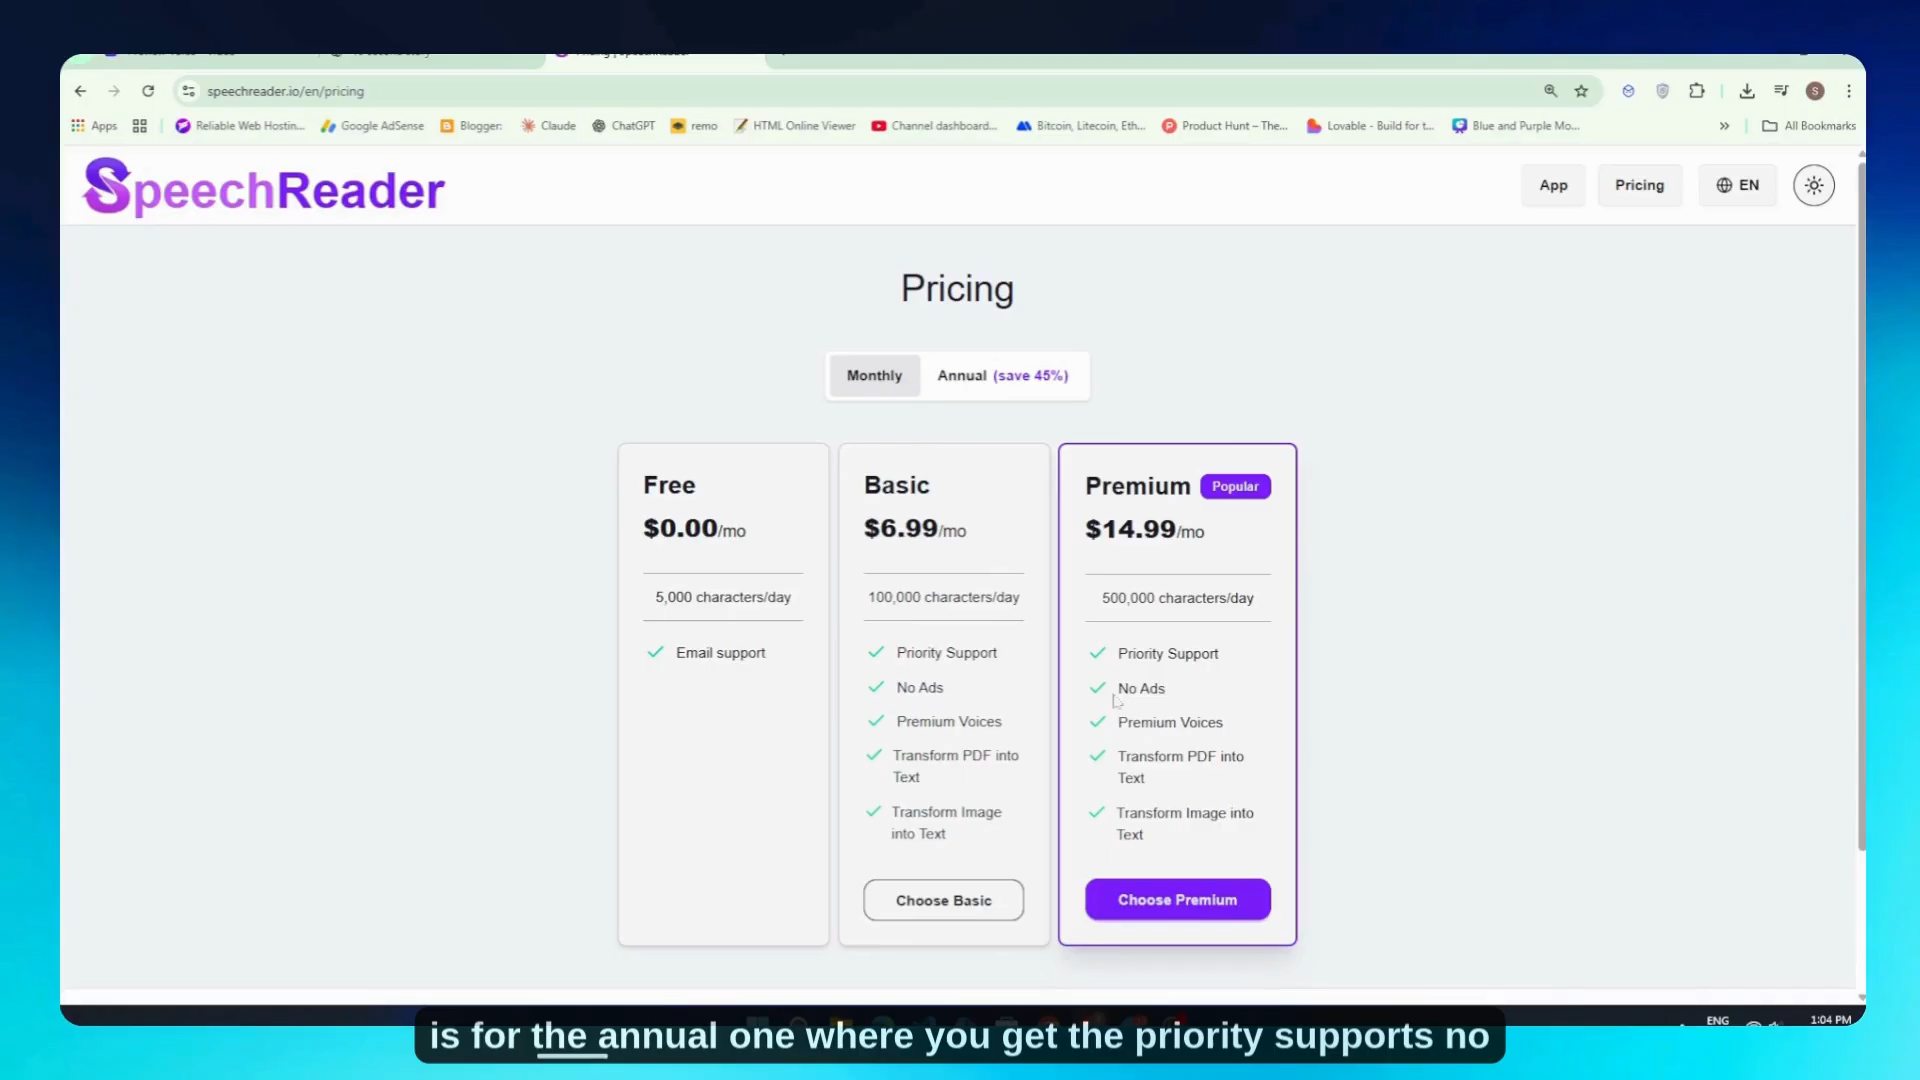 speechreader.io/en/pricing
S
Apps
Reliable Web Hostin...
Google AdSense
Blogger:
Claude
ChatGPT
remo
HTML Online Viewer
Channel dashboard...
Bitcoin, Litecoin, Eth...
Product Hunt – The...
Lovable - Build for t...
Blue and Purple Mo...
»
All Bookmarks
SpeechReader
App
Pricing
EN
Pricing
Monthly
Annual (save 45%)
Free
$0.00/mo
5,000 characters/day
Email support
Basic
$6.99/mo
100,000 characters/day
Priority Support
No Ads
Premium Voices
Transform PDF into
Text
Transform Image
into Text
Choose Basic
Premium
Popular
$14.99/mo
500,000 characters/day
Priority Support
No Ads
Premium Voices
Transform PDF into
Text
Transform Image into
Text
Choose Premium
ENG
1:04 PM
is for the annual one where you get the priority supports no